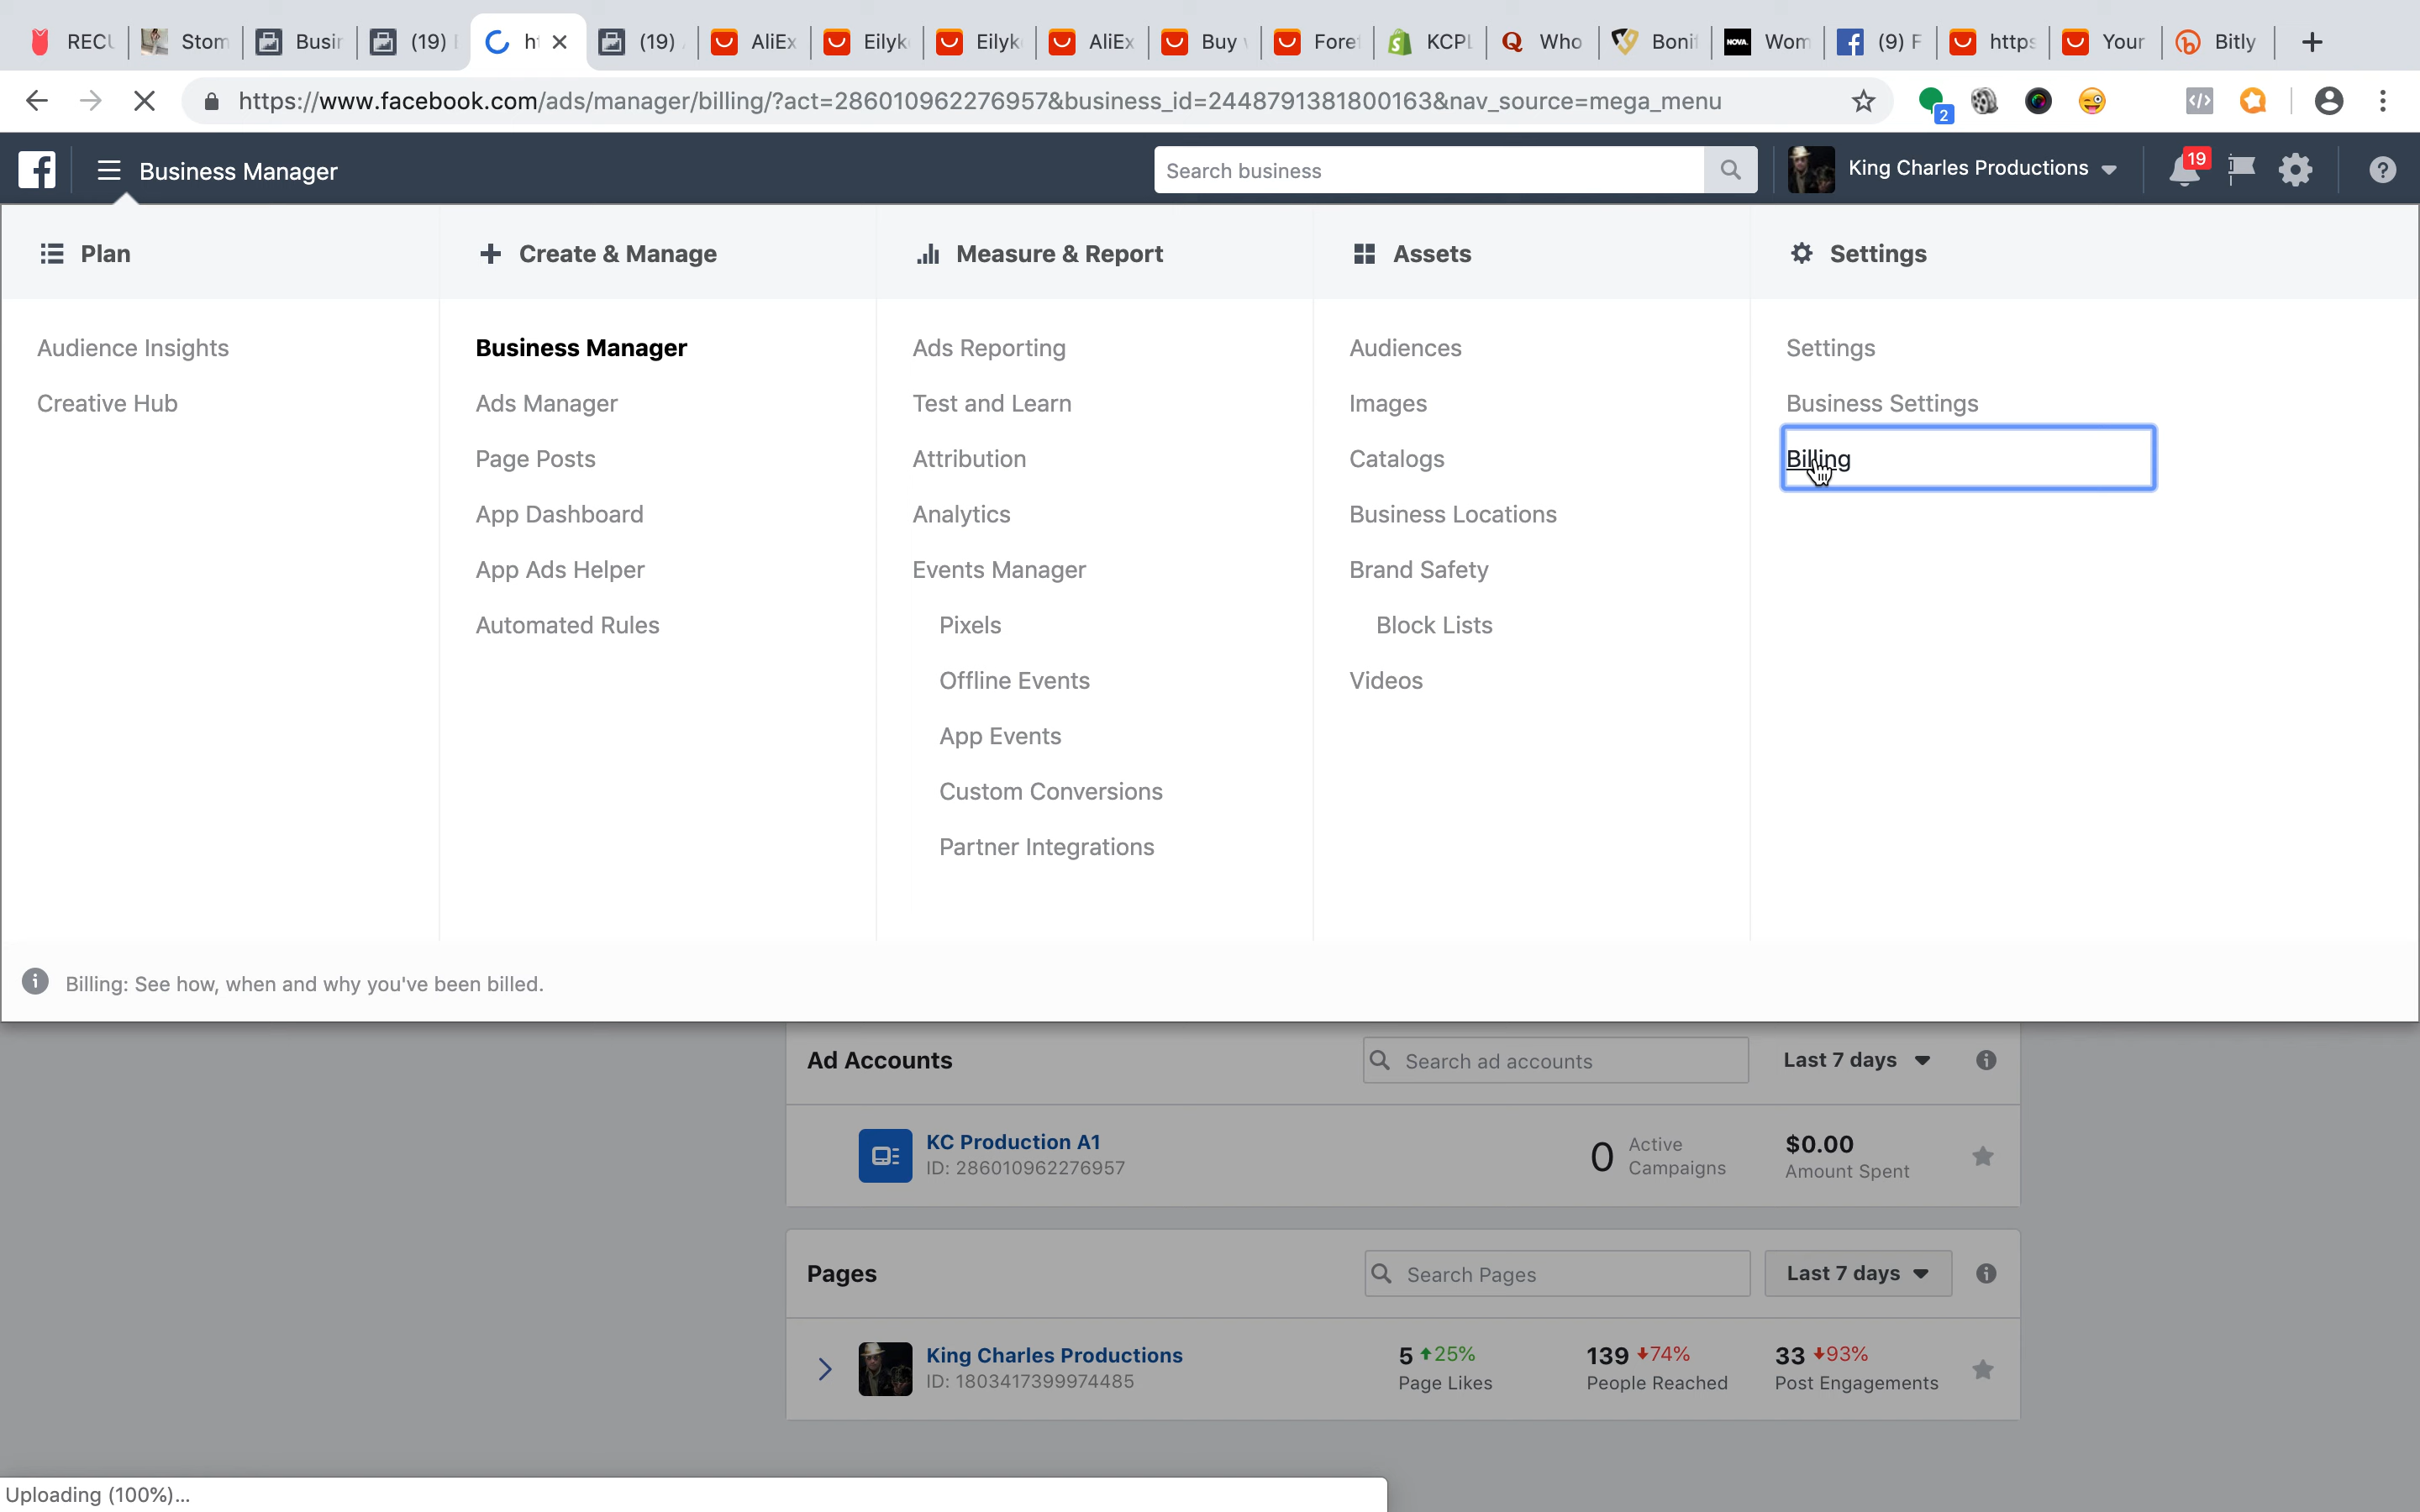 RECU
Stom
Busin
(19)
ht
(19)
AliEx
Eilyk
Eilyk
AliEx
Buy
Fore
KCPL
Who
Bonif
NOVA.
Wom
(9) F
https
Your
Bitly
https://www.facebook.com/ads/manager/billing/?act=286010962276957&business_id=2448791381800163&nav_source=mega_menu
2
Business Manager
Search business
King Charles Productions
19
Plan
Create & Manage
Measure & Report
Assets
Settings
Audience Insights
Creative Hub
Business Manager
Ads Manager
Page Posts
App Dashboard
App Ads Helper
Automated Rules
Ads Reporting
Test and Learn
Attribution
Analytics
Events Manager
Pixels
Offline Events
App Events
Custom Conversions
Partner Integrations
Audiences
Images
Catalogs
Business Locations
Brand Safety
Block Lists
Videos
Settings
Business Settings
Billing
Billing: See how, when and why you've been billed.
Ad Accounts
Search ad accounts
Last 7 days
KC Production A1
ID: 286010962276957
0 Active Campaigns
$0.00
Amount Spent
Pages
Search Pages
Last 7 days
King Charles Productions
ID: 1803417399974485
5 25%
Page Likes
139 74%
People Reached
33 93%
Post Engagements
Uploading (100%)...